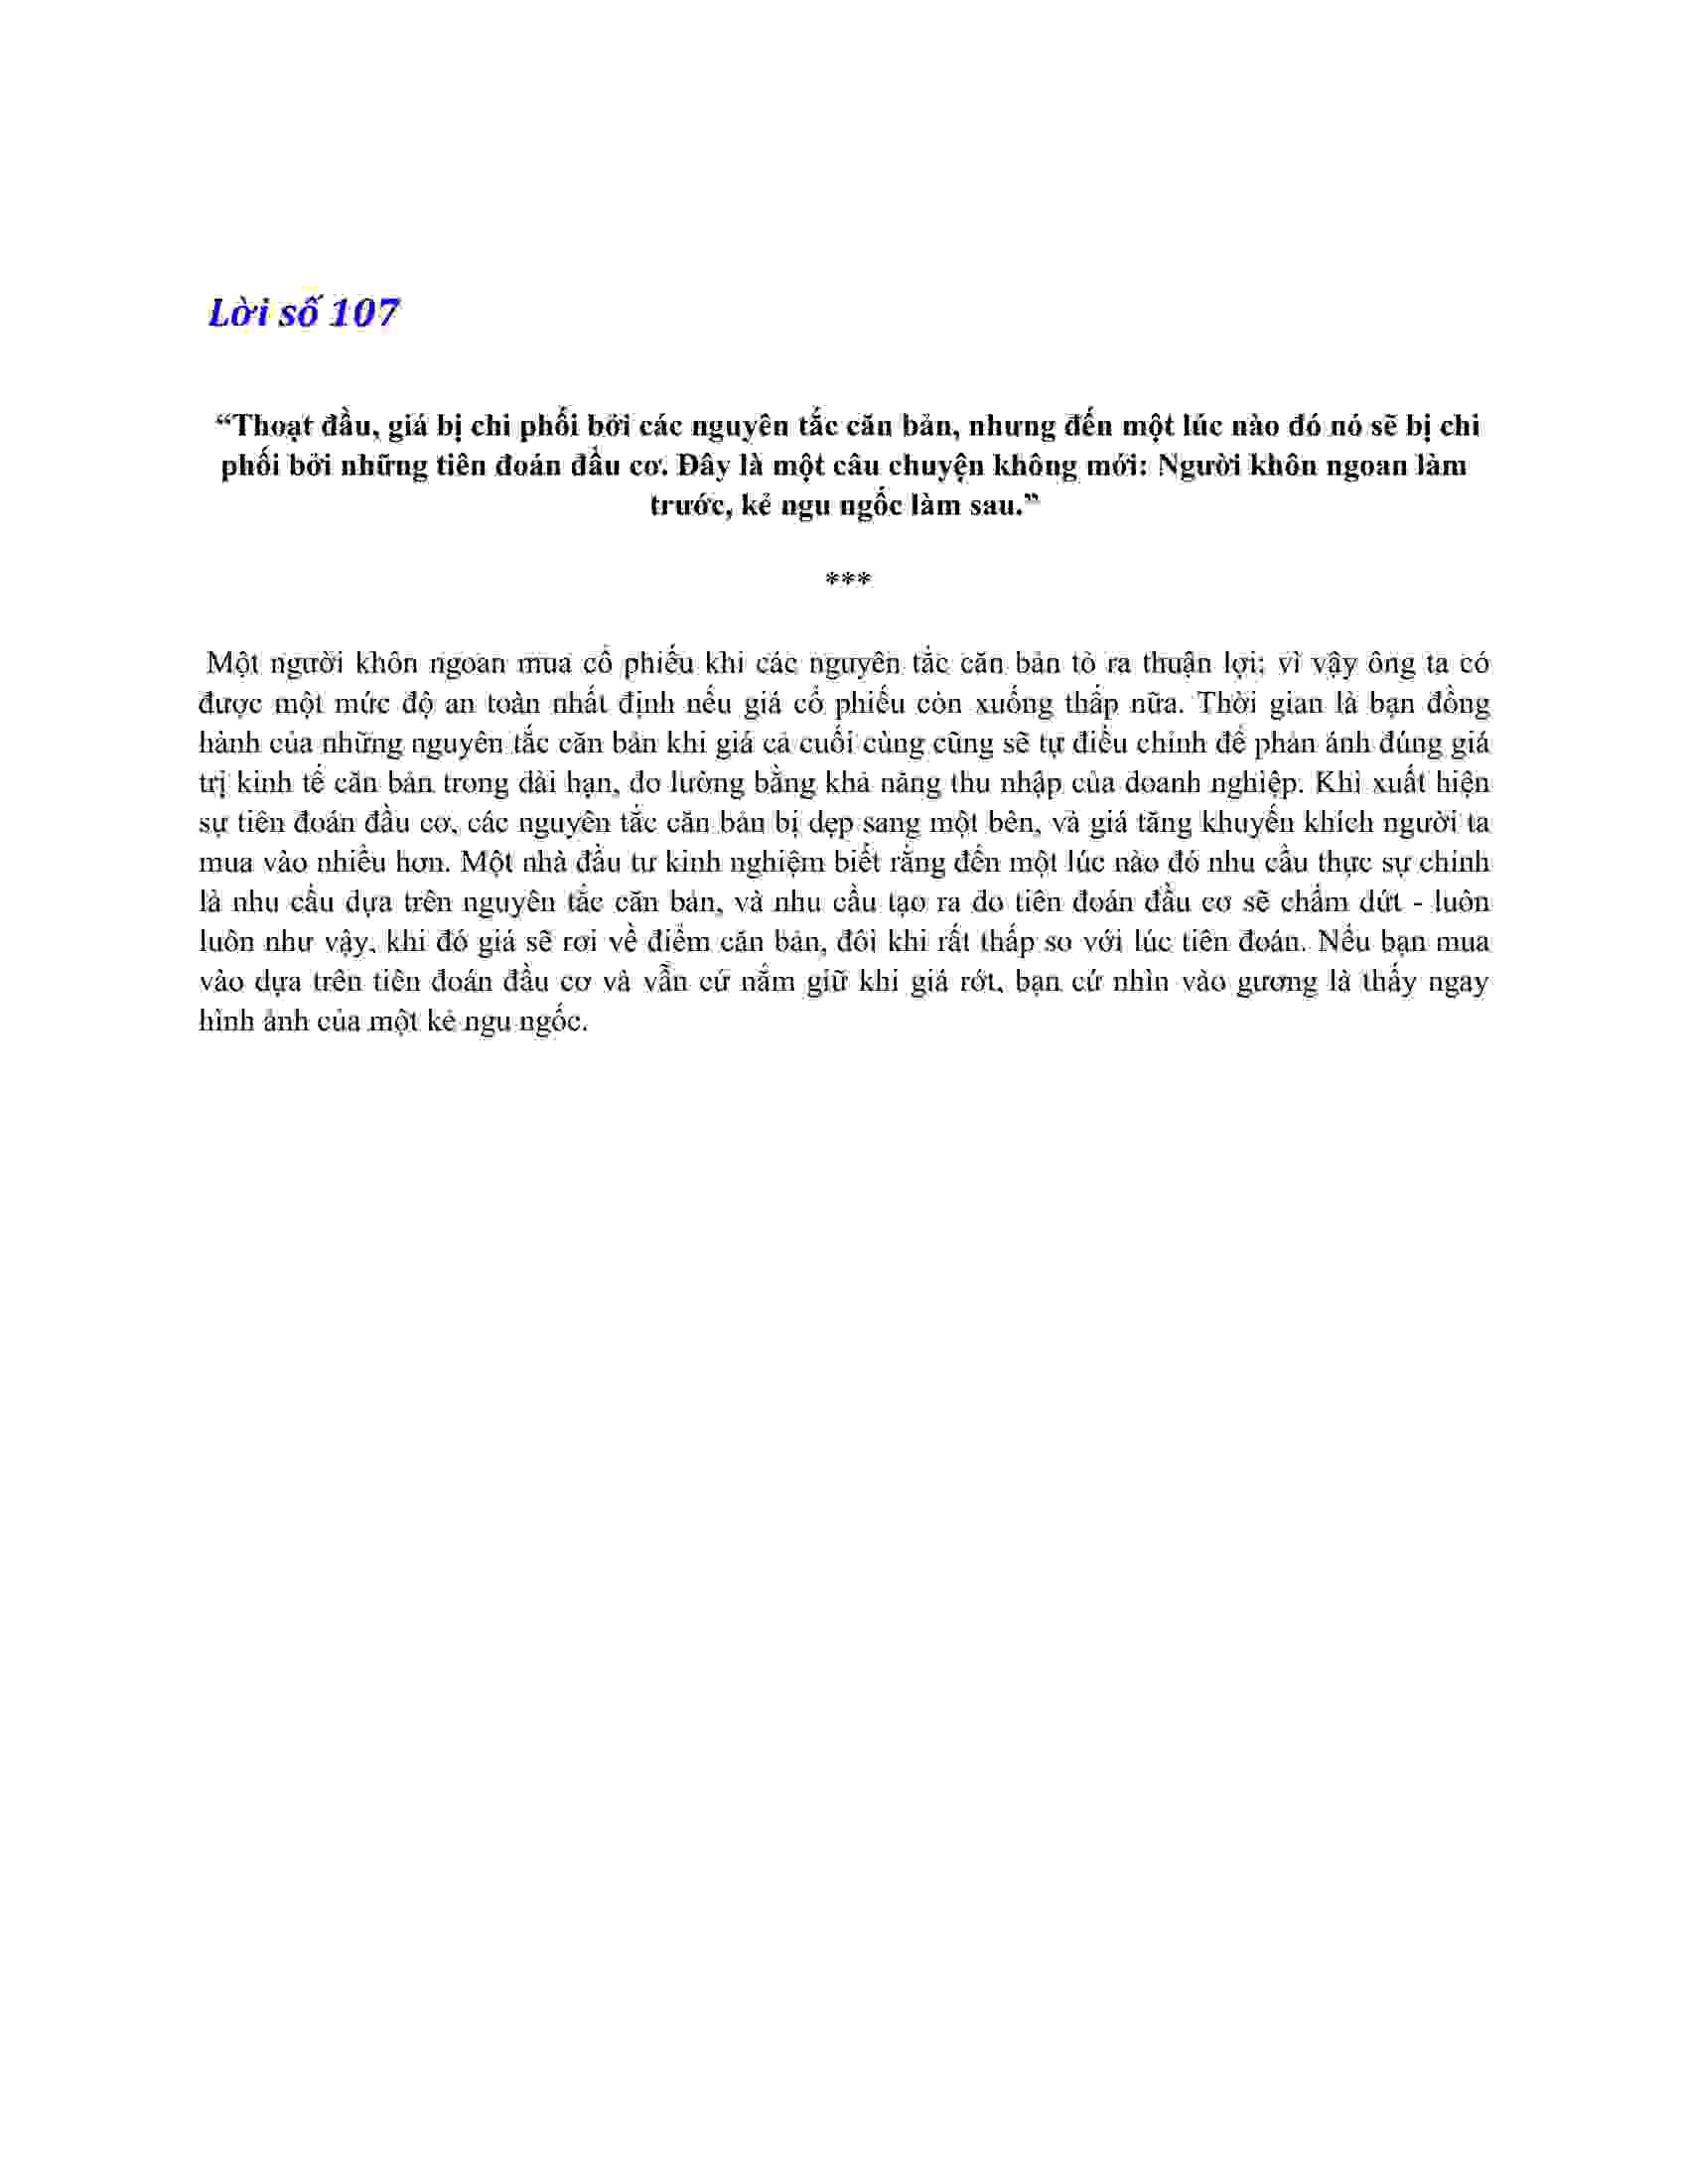 Lời số 107
“Thoạt đầu, giá bị chi phối bởi các nguyên tắc căn bản, nhưng đến một lúc nào đó nó sẽ bị chi
phối bởi những tiên đoán đầu cơ. Đây là một câu chuyện không mới: Người khôn ngoan làm
trước, kẻ ngu ngốc làm sau.”
***
Một người khôn ngoan mua cổ phiếu khi các nguyên tắc căn bản tỏ ra thuận lợi; vì vậy ông ta có
được một mức độ an toàn nhất định nếu giá cổ phiếu còn xuống thấp nữa. Thời gian là bạn đồng
hành của những nguyên tắc căn bản khi giá cả cuối cùng cũng sẽ tự điều chỉnh để phản ánh đúng giá
trị kinh tế căn bản trong dài hạn, đo lường bằng khả năng thu nhập của doanh nghiệp. Khi xuất hiện
sự tiên đoán đầu cơ, các nguyên tắc căn bản bị dẹp sang một bên, và giá tăng khuyến khích người ta
mua vào nhiều hơn. Một nhà đầu tư kinh nghiệm biết rằng đến một lúc nào đó nhu cầu thực sự chính
là nhu cầu dựa trên nguyên tắc căn bản, và nhu cầu tạo ra do tiên đoán đầu cơ sẽ chấm dứt - luôn
luôn như vậy, khi đó giá sẽ rơi về điểm căn bản, đôi khi rất thấp so với lúc tiên đoán. Nếu bạn mua
vào dựa trên tiên đoán đầu cơ và vẫn cứ nắm giữ khi giá rớt, bạn cứ nhìn vào gương là thấy ngay
hình ảnh của một kẻ ngu ngốc.